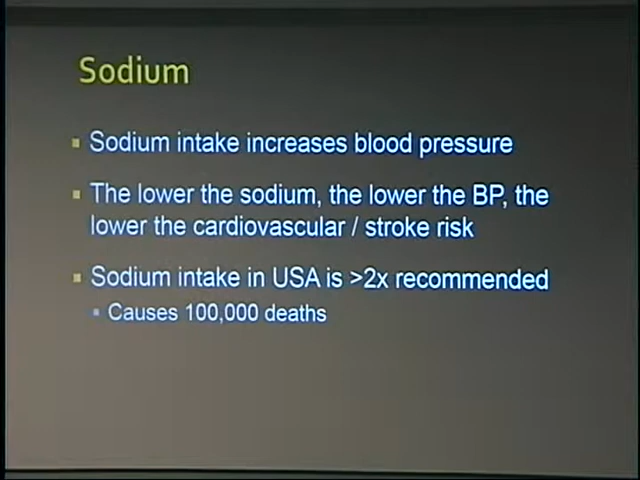 Sodium
Sodium intake increases blood pressure
The lower the sodium, the lower the BP, the
lower the cardiovascular / stroke risk
Sodium intake in USA is >2x recommended
Causes 100,000 deaths